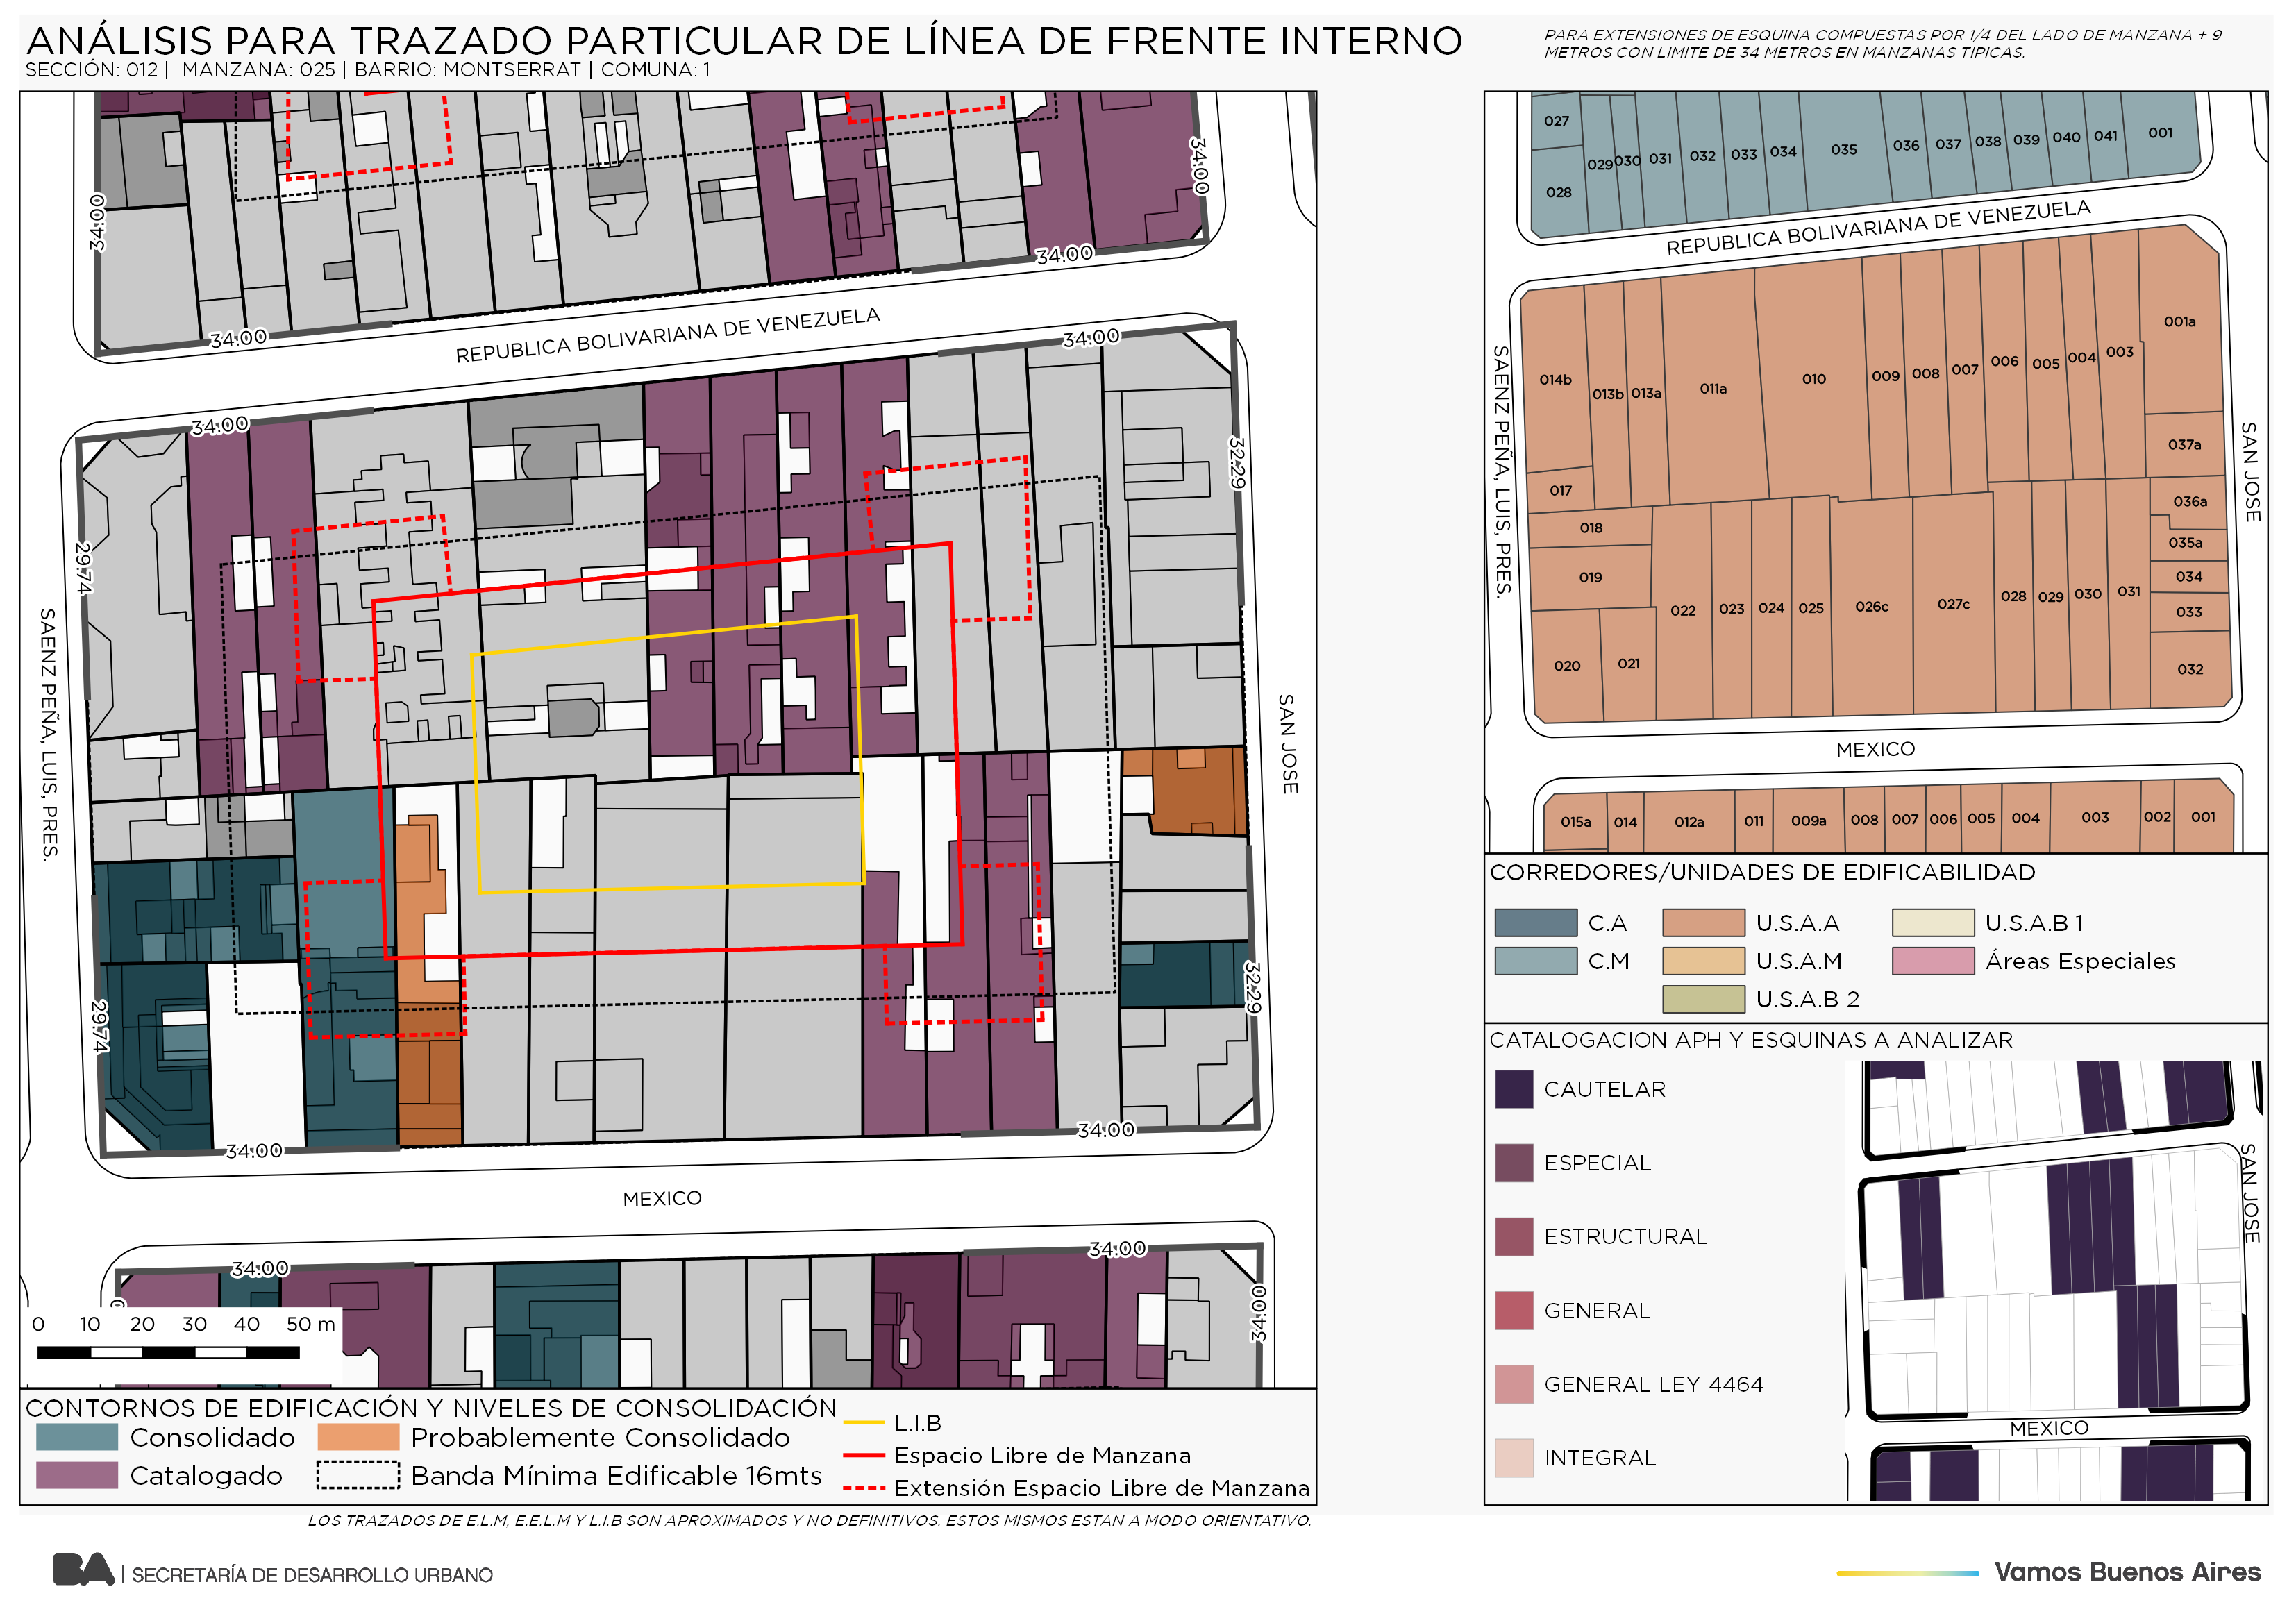 ANÁLISIS PARA TRAZADO PARTICULAR DE LÍNEA DE FRENTE INTERNO
SECCIÓN: 012 | MANZANA: 025 | BARRIO: MONTSERRAT | COMUNA: 1
PARA EXTENSIONES DE ESQUINA COMPUESTAS POR 1/4 DEL LADO DE MANZANA + 9
METROS CON LIMITE DE 34 METROS EN MANZANAS TIPICAS.
34:00
34:00
34:00
34:00
REPUBLICA BOLIVARIANA DE VENEZUELA
34:00
34:00
32:29
29:74
SAENZ PEÑA, LUIS, PRES.
SAN JOSE
29:74
32:29
34:00
34:00
MEXICO
34:00
34:00
34:00
0 10 20 30 40 50 m
CONTORNOS DE EDIFICACIÓN Y NIVELES DE CONSOLIDACIÓN
Consolidado
Probablemente Consolidado
Catalogado
Banda Mínima Edificable 16mts
L.I.B
Espacio Libre de Manzana
Extensión Espacio Libre de Manzana
LOS TRAZADOS DE E.L.M, E.E.L.M Y L.I.B SON APROXIMADOS Y NO DEFINITIVOS. ESTOS MISMOS ESTAN A MODO ORIENTATIVO.
027
028
029 030 031 032 033 034 035 036 037 038 039 040 041 001
REPUBLICA BOLIVARIANA DE VENEZUELA
SAENZ PEÑA, LUIS, PRES.
SAN JOSE
014b 013b 013a 011a 010 009 008 007 006 005 004 003 001a
037a
017
018
019
036a
035a
034
033
032
020 021 022 023 024 025 026c 027c 028 029 030 031
MEXICO
015a 014 012a 011 009a 008 007 006 005 004 003 002 001
CORREDORES/UNIDADES DE EDIFICABILIDAD
C.A
U.S.A.A
U.S.A.B 1
C.M
U.S.A.M
Áreas Especiales
U.S.A.B 2
CATALOGACION APH Y ESQUINAS A ANALIZAR
CAUTELAR
ESPECIAL
ESTRUCTURAL
GENERAL
GENERAL LEY 4464
INTEGRAL
SAN JOSE
MEXICO
BA | SECRETARÍA DE DESARROLLO URBANO
Vamos Buenos Aires